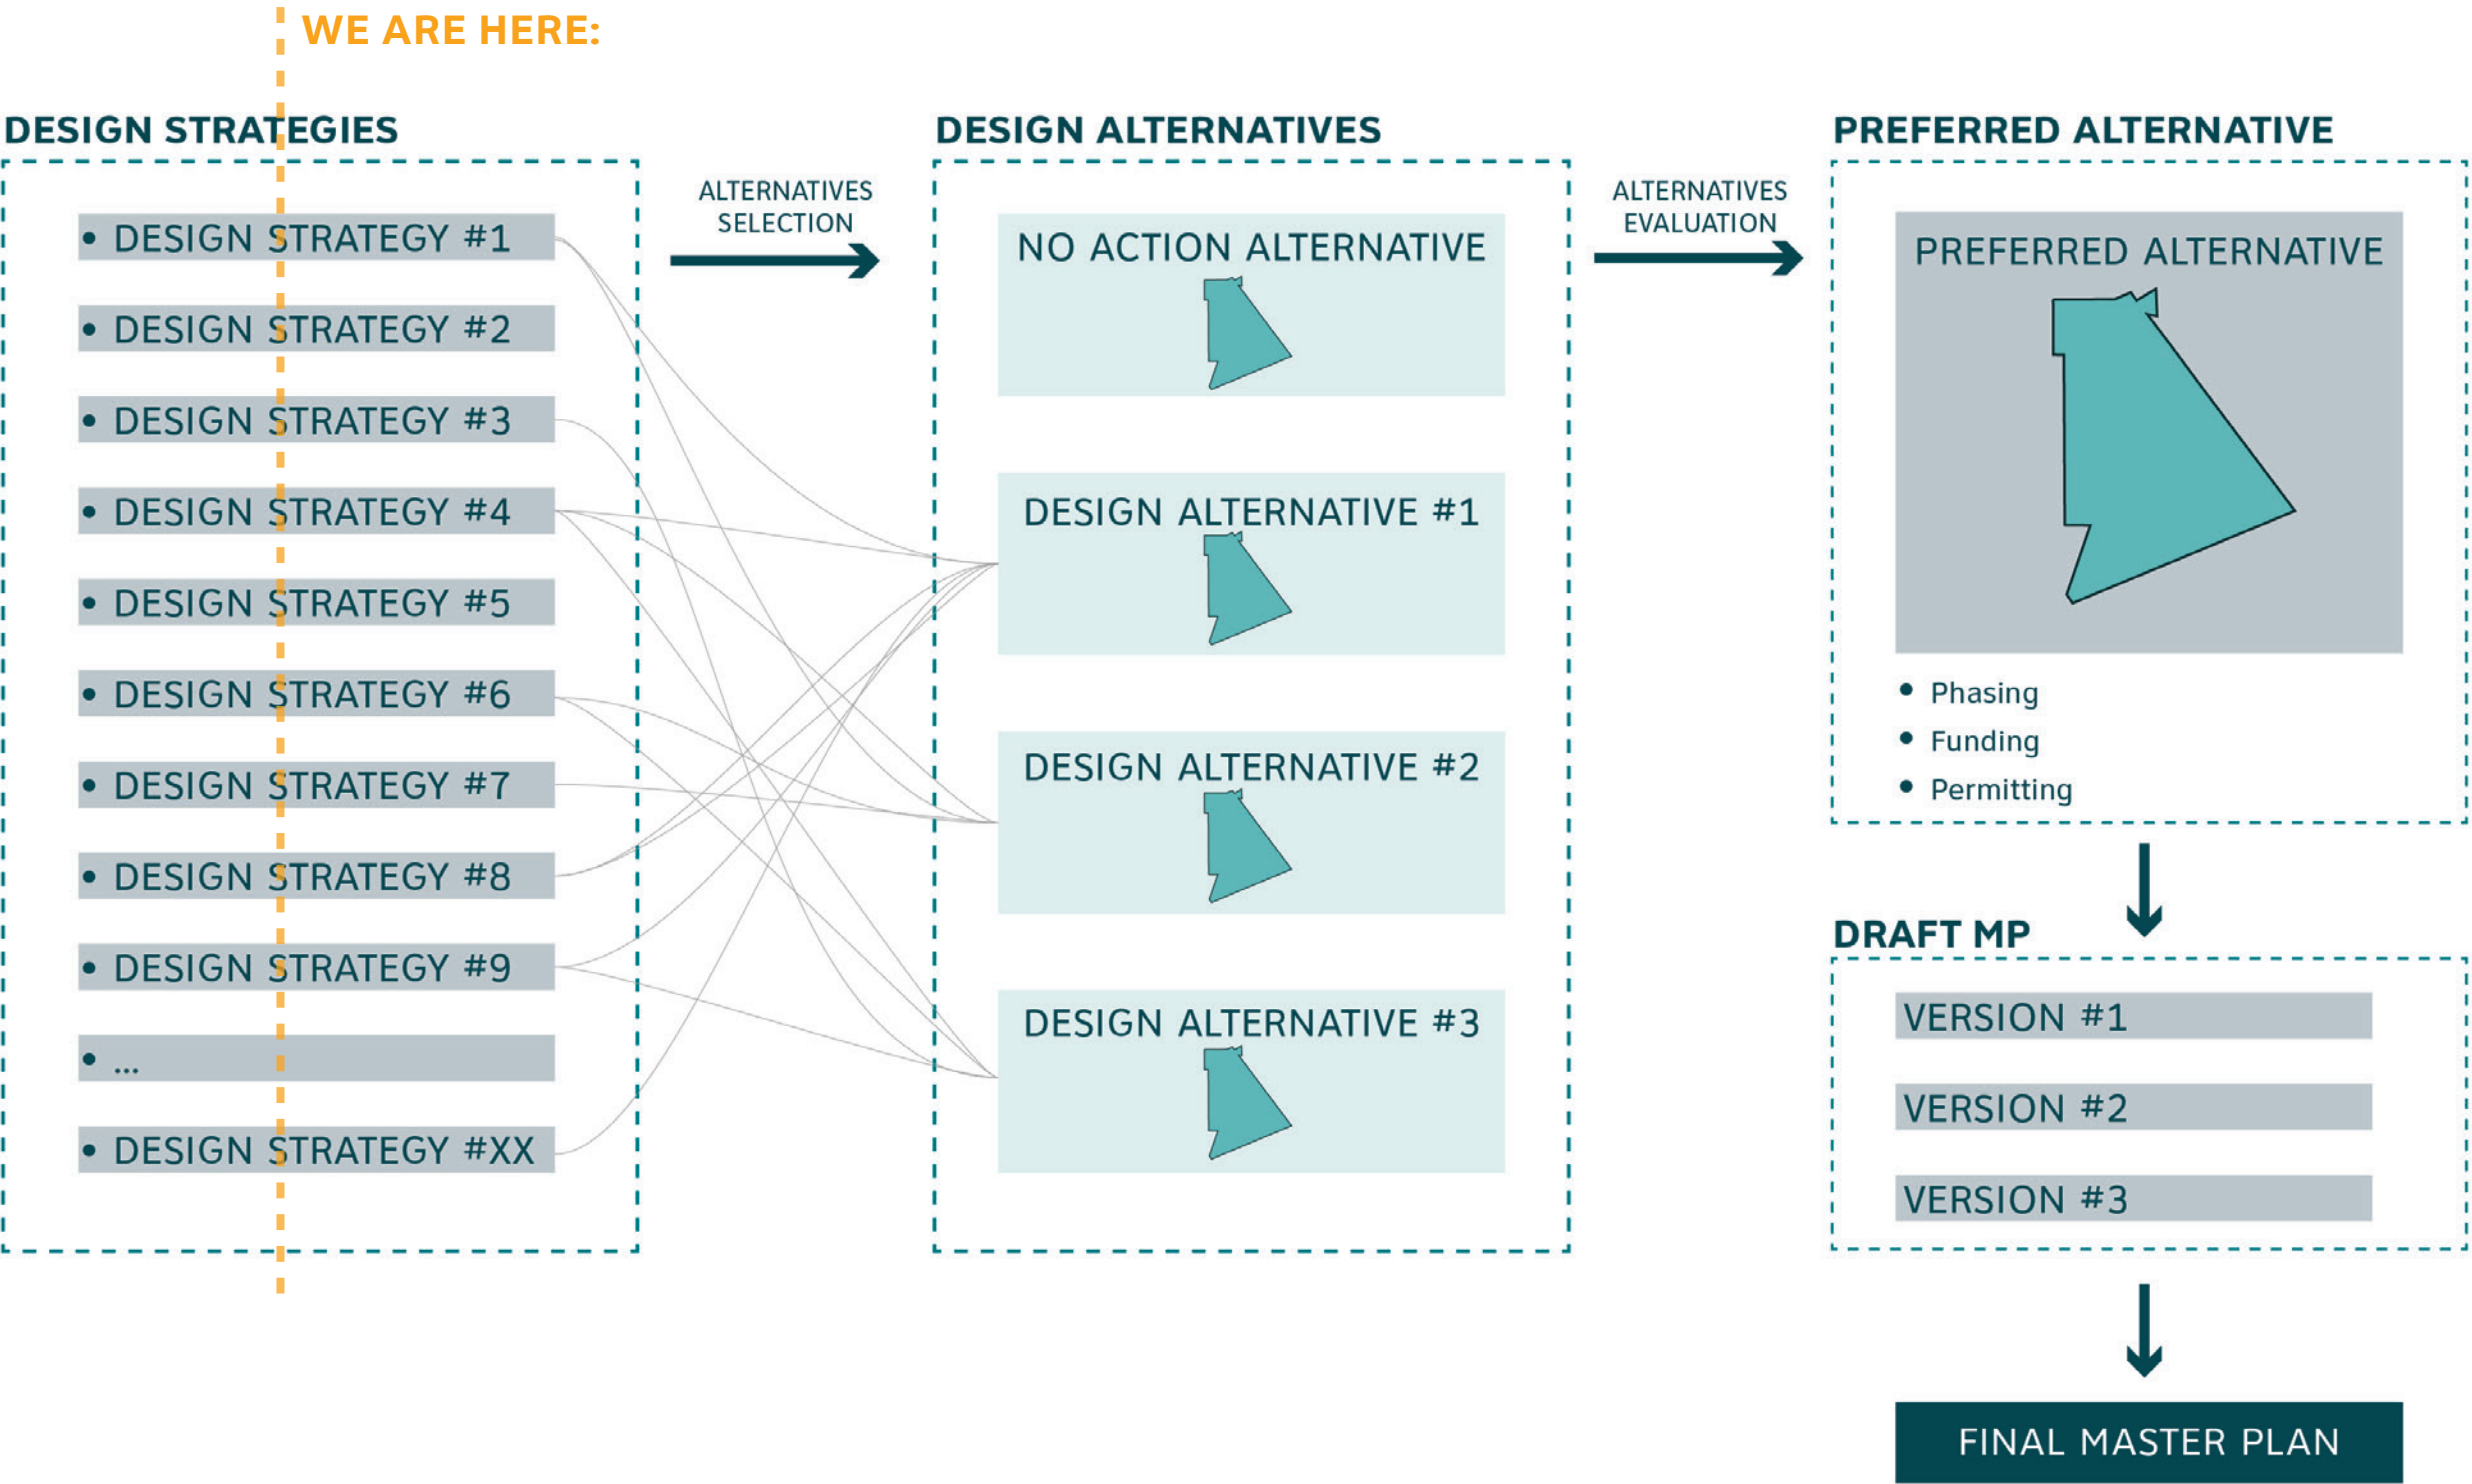 WE ARE HERE:
DESIGN STRATEGIES
• DESIGN STRATEGY #1
• DESIGN STRATEGY #2
• DESIGN STRATEGY #3
• DESIGN STRATEGY #4
• DESIGN STRATEGY #5
• DESIGN STRATEGY #6
• DESIGN STRATEGY #7
• DESIGN STRATEGY #8
• DESIGN STRATEGY #9
• ...
• DESIGN STRATEGY #XX
ALTERNATIVES
SELECTION
DESIGN ALTERNATIVES
NO ACTION ALTERNATIVE
DESIGN ALTERNATIVE #1
DESIGN ALTERNATIVE #2
DESIGN ALTERNATIVE #3
ALTERNATIVES
EVALUATION
PREFERRED ALTERNATIVE
PREFERRED ALTERNATIVE
• Phasing
• Funding
• Permitting
DRAFT MP
VERSION #1
VERSION #2
VERSION #3
FINAL MASTER PLAN